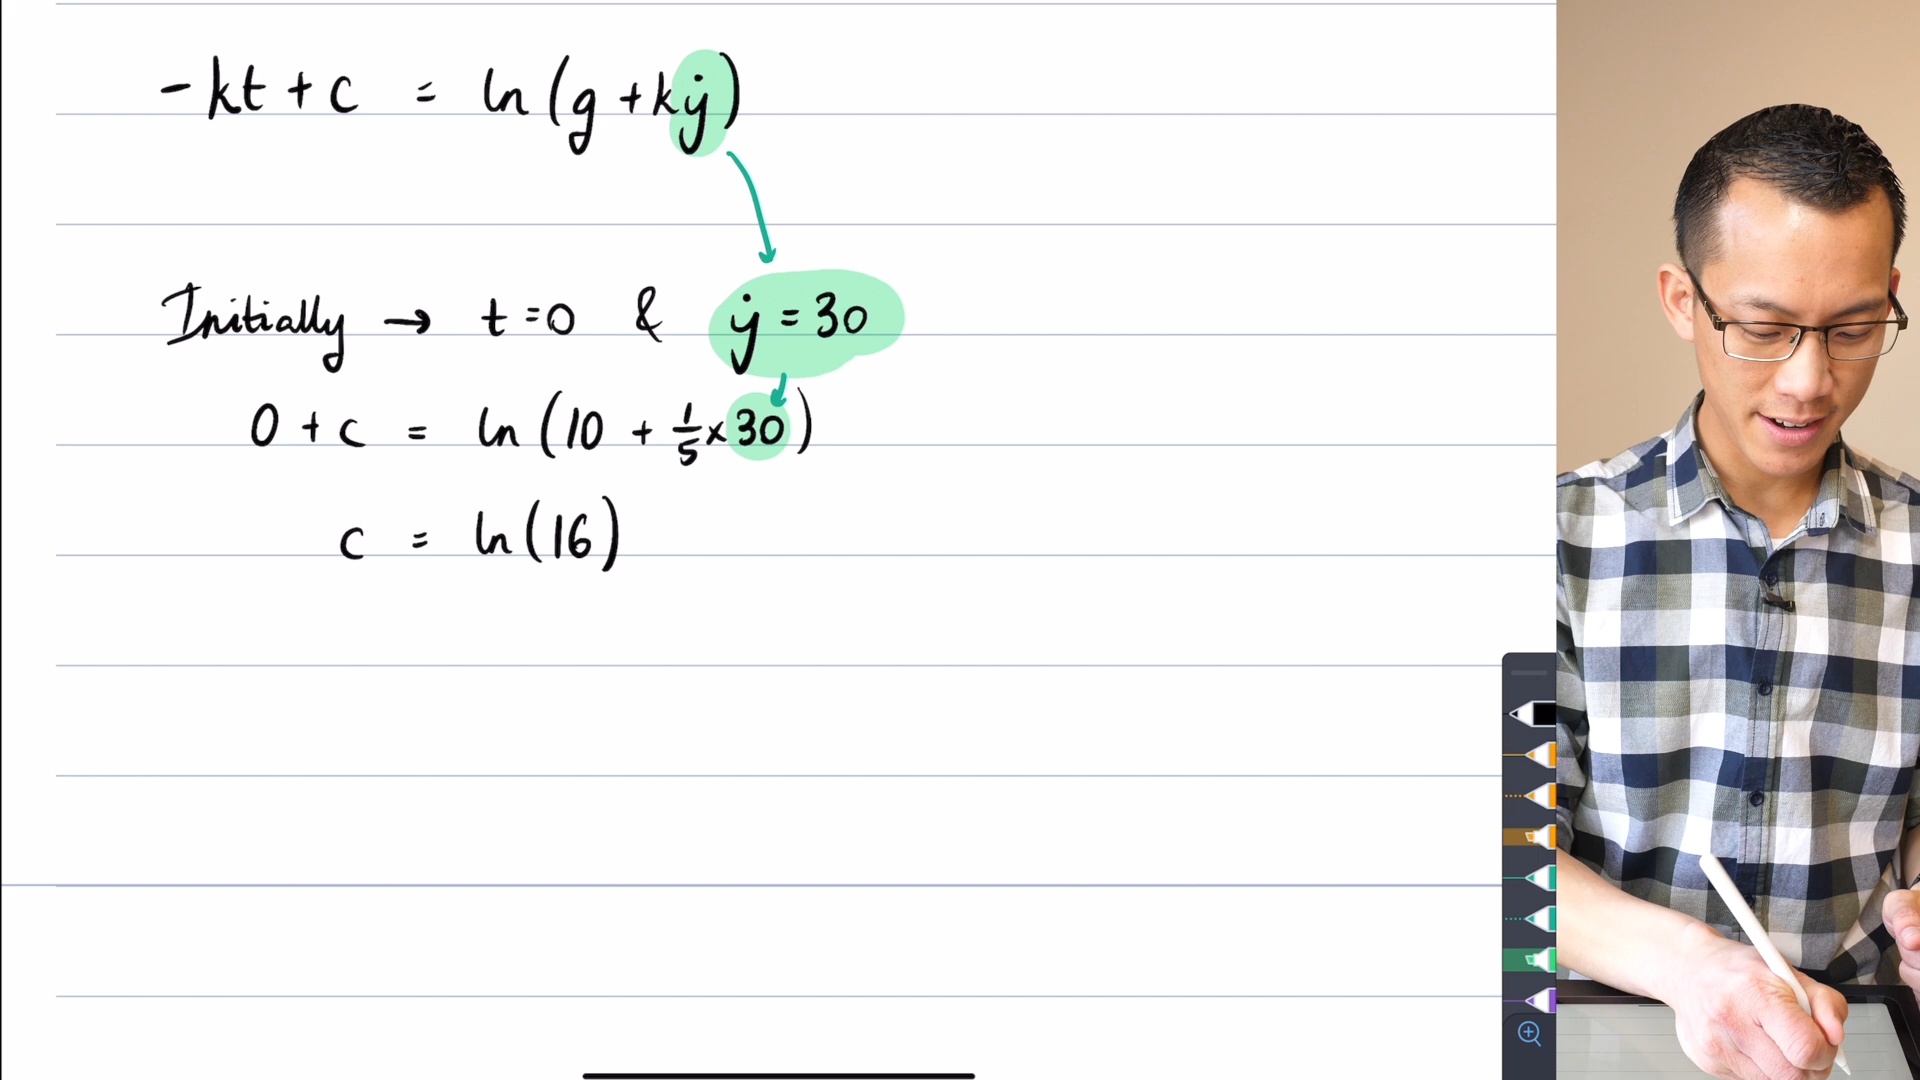 -kt + c = ln(g + kẏ)
Initially → t=0 & ẏ = 30
0 + c = ln(10 + 1/5 × 30)
c = ln(16)